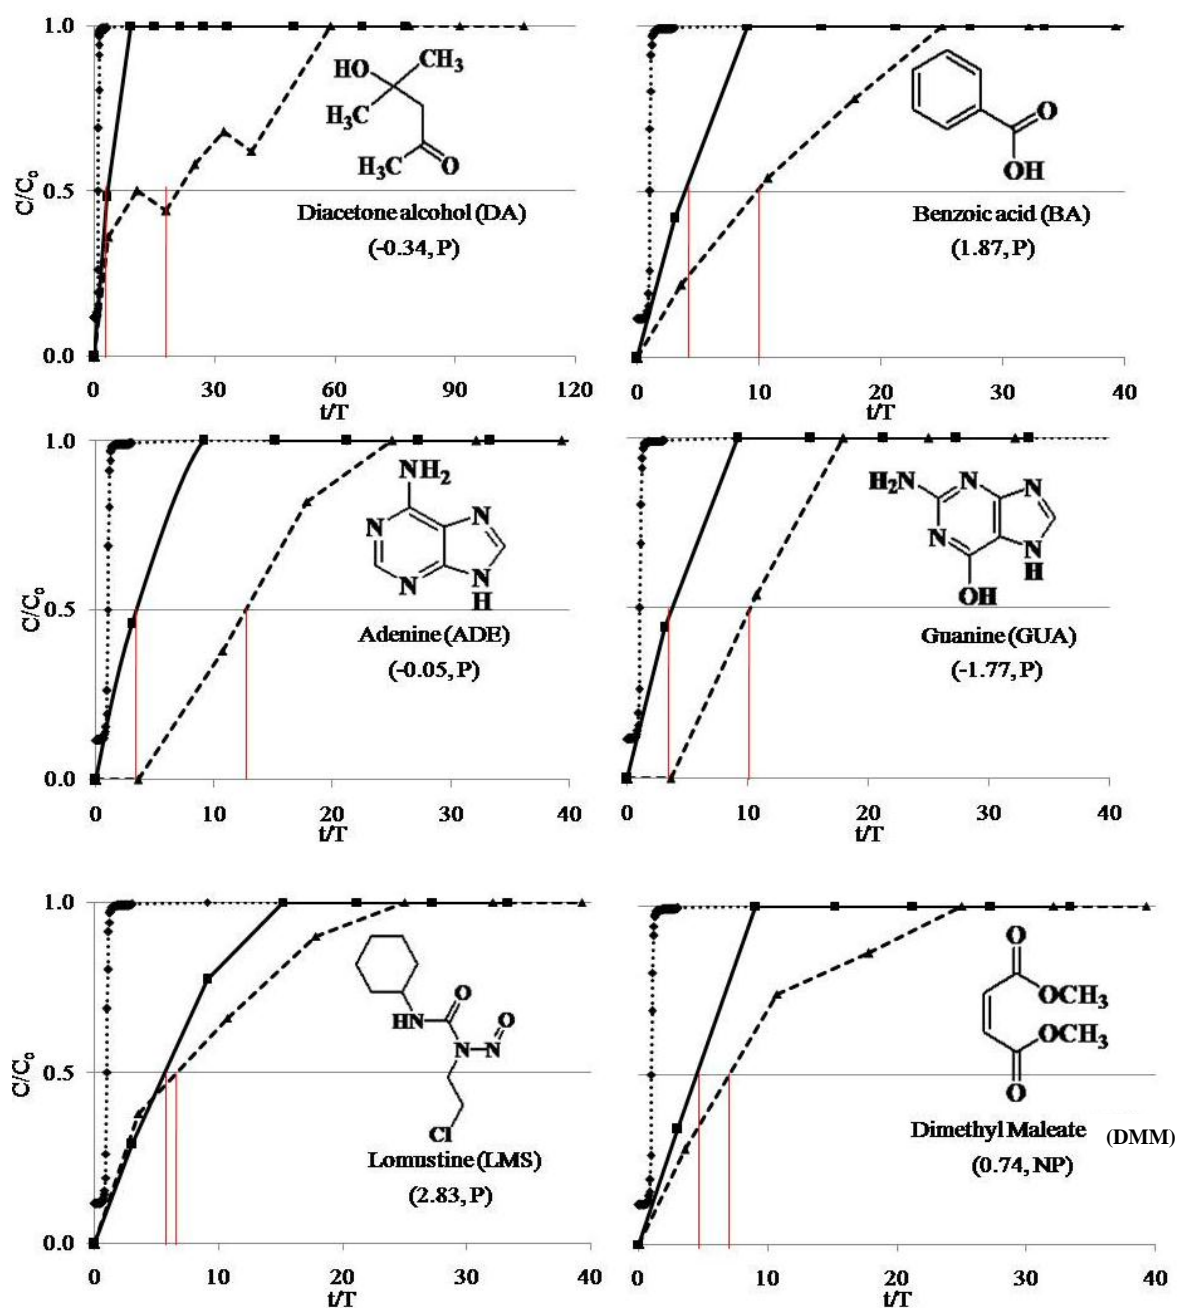 1.0
C/C₀
0.5
0.0
0 30 60 90 120
t/T
HO CH₃
H₃C
H₃C O
Diacetone alcohol (DA)
(-0.34, P)
0 10 20 30 40
t/T
O
OH
Benzoic acid (BA)
(1.87, P)
1.0
C/C₀
0.5
0.0
0 10 20 30 40
t/T
NH₂
N N
N N
H
Adenine (ADE)
(-0.05, P)
0 10 20 30 40
t/T
H₂N N N
N N
H
OH
Guanine (GUA)
(-1.77, P)
1.0
C/C₀
0.5
0.0
0 10 20 30 40
t/T
O
HN O
N N
Cl
Lomustine (LMS)
(2.83, P)
0 10 20 30 40
t/T
O
OCH₃
OCH₃
O
Dimethyl Maleate (DMM)
(0.74, NP)